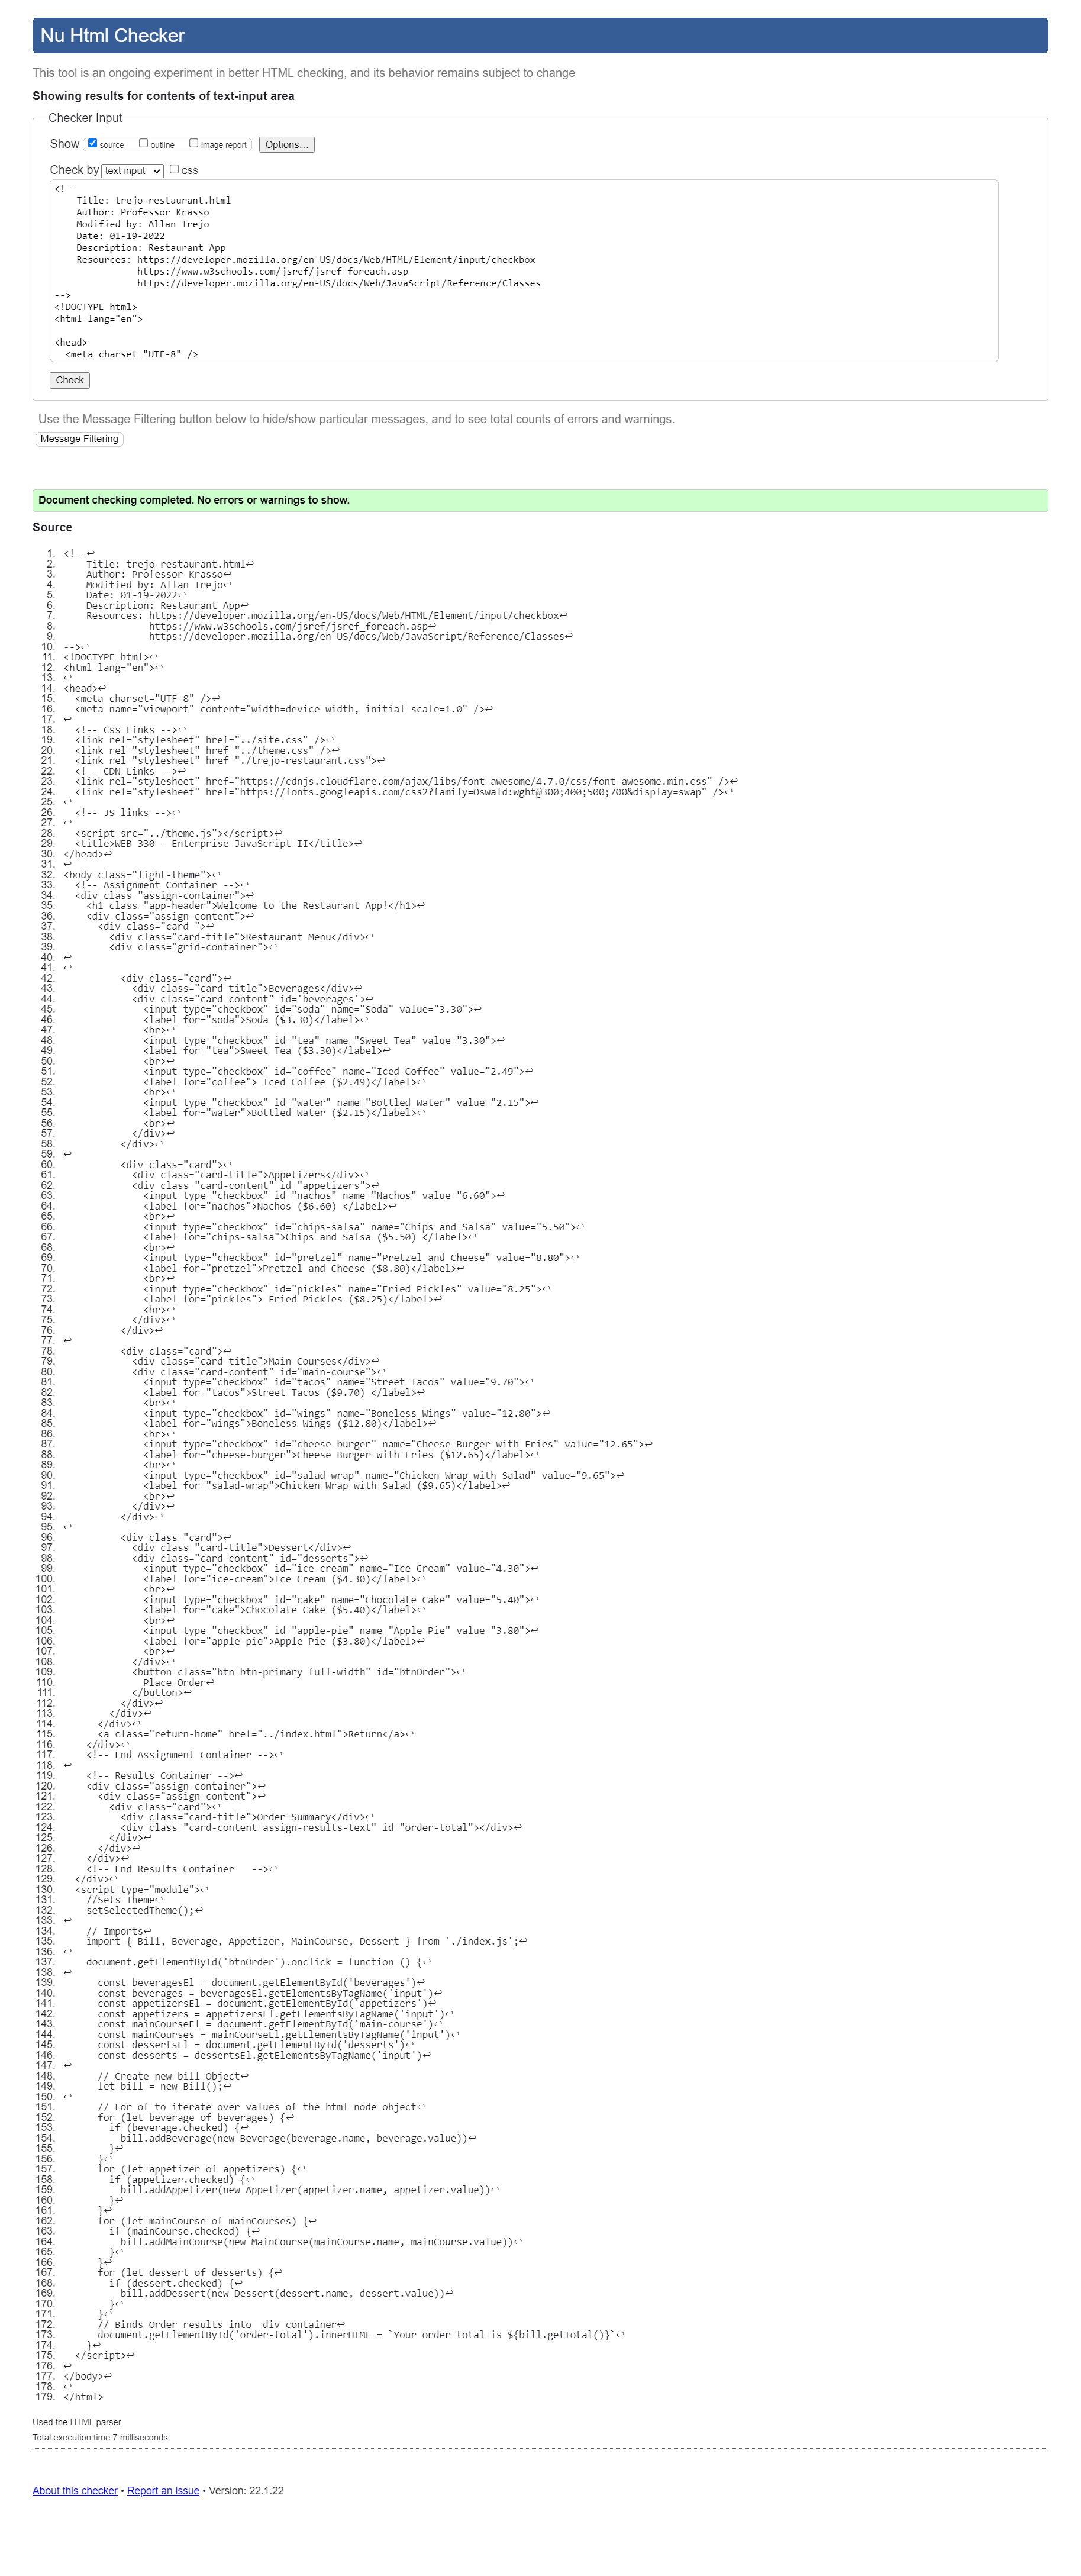 Nu Html Checker
This tool is an ongoing experiment in better HTML checking, and its behavior remains subject to change
Showing results for contents of text-input area
Checker Input
Show source outline image report Options...
Check by text input CSS
<!--
    Title: trejo-restaurant.html
    Author: Professor Krasso
    Modified by: Allan Trejo
    Date: 01-19-2022
    Description: Restaurant App
    Resources: https://developer.mozilla.org/en-US/docs/Web/HTML/Element/input/checkbox
               https://www.w3schools.com/jsref/jsref_foreach.asp
               https://developer.mozilla.org/en-US/docs/Web/JavaScript/Reference/Classes
-->
<!DOCTYPE html>
<html lang="en">
<head>
  <meta charset="UTF-8" />
Check
Use the Message Filtering button below to hide/show particular messages, and to see total counts of errors and warnings.
Message Filtering
Document checking completed. No errors or warnings to show.
Source
1. <!--↩
2.     Title: trejo-restaurant.html↩
3.     Author: Professor Krasso↩
4.     Modified by: Allan Trejo↩
5.     Date: 01-19-2022↩
6.     Description: Restaurant App↩
7.     Resources: https://developer.mozilla.org/en-US/docs/Web/HTML/Element/input/checkbox↩
8.                https://www.w3schools.com/jsref/jsref_foreach.asp↩
9.                https://developer.mozilla.org/en-US/docs/Web/JavaScript/Reference/Classes↩
10. -->↩
11. <!DOCTYPE html>↩
12. <html lang="en">↩
13. ↩
14. <head>↩
15.   <meta charset="UTF-8" />↩
16.   <meta name="viewport" content="width=device-width, initial-scale=1.0" />↩
17. ↩
18.   <!-- Css Links -->↩
19.   <link rel="stylesheet" href="../site.css" />↩
20.   <link rel="stylesheet" href="../theme.css" />↩
21.   <link rel="stylesheet" href="./trejo-restaurant.css">↩
22.   <!-- CDN Links -->↩
23.   <link rel="stylesheet" href="https://cdnjs.cloudflare.com/ajax/libs/font-awesome/4.7.0/css/font-awesome.min.css" />↩
24.   <link rel="stylesheet" href="https://fonts.googleapis.com/css2?family=Oswald:wght@300;400;500;700&display=swap" />↩
25. ↩
26.   <!-- JS links -->↩
27. ↩
28.   <script src="../theme.js"></script>↩
29.   <title>WEB 330 – Enterprise JavaScript II</title>↩
30. </head>↩
31. ↩
32. <body class="light-theme">↩
33.   <!-- Assignment Container -->↩
34.   <div class="assign-container">↩
35.     <h1 class="app-header">Welcome to the Restaurant App!</h1>↩
36.     <div class="assign-content">↩
37.       <div class="card ">↩
38.         <div class="card-title">Restaurant Menu</div>↩
39.         <div class="grid-container">↩
40. ↩
41. ↩
42.           <div class="card">↩
43.             <div class="card-title">Beverages</div>↩
44.             <div class="card-content" id='beverages'>↩
45.               <input type="checkbox" id="soda" name="Soda" value="3.30">↩
46.               <label for="soda">Soda ($3.30)</label>↩
47.               <br>↩
48.               <input type="checkbox" id="tea" name="Sweet Tea" value="3.30">↩
49.               <label for="tea">Sweet Tea ($3.30)</label>↩
50.               <br>↩
51.               <input type="checkbox" id="coffee" name="Iced Coffee" value="2.49">↩
52.               <label for="coffee"> Iced Coffee ($2.49)</label>↩
53.               <br>↩
54.               <input type="checkbox" id="water" name="Bottled Water" value="2.15">↩
55.               <label for="water">Bottled Water ($2.15)</label>↩
56.               <br>↩
57.             </div>↩
58.           </div>↩
59. ↩
60.           <div class="card">↩
61.             <div class="card-title">Appetizers</div>↩
62.             <div class="card-content" id="appetizers">↩
63.               <input type="checkbox" id="nachos" name="Nachos" value="6.60">↩
64.               <label for="nachos">Nachos ($6.60) </label>↩
65.               <br>↩
66.               <input type="checkbox" id="chips-salsa" name="Chips and Salsa" value="5.50">↩
67.               <label for="chips-salsa">Chips and Salsa ($5.50) </label>↩
68.               <br>↩
69.               <input type="checkbox" id="pretzel" name="Pretzel and Cheese" value="8.80">↩
70.               <label for="pretzel">Pretzel and Cheese ($8.80)</label>↩
71.               <br>↩
72.               <input type="checkbox" id="pickles" name="Fried Pickles" value="8.25">↩
73.               <label for="pickles"> Fried Pickles ($8.25)</label>↩
74.               <br>↩
75.             </div>↩
76.           </div>↩
77. ↩
78.           <div class="card">↩
79.             <div class="card-title">Main Courses</div>↩
80.             <div class="card-content" id="main-course">↩
81.               <input type="checkbox" id="tacos" name="Street Tacos" value="9.70">↩
82.               <label for="tacos">Street Tacos ($9.70) </label>↩
83.               <br>↩
84.               <input type="checkbox" id="wings" name="Boneless Wings" value="12.80">↩
85.               <label for="wings">Boneless Wings ($12.80)</label>↩
86.               <br>↩
87.               <input type="checkbox" id="cheese-burger" name="Cheese Burger with Fries" value="12.65">↩
88.               <label for="cheese-burger">Cheese Burger with Fries ($12.65)</label>↩
89.               <br>↩
90.               <input type="checkbox" id="salad-wrap" name="Chicken Wrap with Salad" value="9.65">↩
91.               <label for="salad-wrap">Chicken Wrap with Salad ($9.65)</label>↩
92.               <br>↩
93.             </div>↩
94.           </div>↩
95. ↩
96.           <div class="card">↩
97.             <div class="card-title">Dessert</div>↩
98.             <div class="card-content" id="desserts">↩
99.               <input type="checkbox" id="ice-cream" name="Ice Cream" value="4.30">↩
100.               <label for="ice-cream">Ice Cream ($4.30)</label>↩
101.               <br>↩
102.               <input type="checkbox" id="cake" name="Chocolate Cake" value="5.40">↩
103.               <label for="cake">Chocolate Cake ($5.40)</label>↩
104.               <br>↩
105.               <input type="checkbox" id="apple-pie" name="Apple Pie" value="3.80">↩
106.               <label for="apple-pie">Apple Pie ($3.80)</label>↩
107.               <br>↩
108.             </div>↩
109.             <button class="btn btn-primary full-width" id="btnOrder">↩
110.               Place Order↩
111.             </button>↩
112.           </div>↩
113.         </div>↩
114.       </div>↩
115.       <a class="return-home" href="../index.html">Return</a>↩
116.     </div>↩
117.     <!-- End Assignment Container -->↩
118. ↩
119.     <!-- Results Container -->↩
120.     <div class="assign-container">↩
121.       <div class="assign-content">↩
122.         <div class="card">↩
123.           <div class="card-title">Order Summary</div>↩
124.           <div class="card-content assign-results-text" id="order-total"></div>↩
125.         </div>↩
126.       </div>↩
127.     </div>↩
128.     <!-- End Results Container   -->↩
129.   </div>↩
130.   <script type="module">↩
131.     //Sets Theme↩
132.     setSelectedTheme();↩
133. ↩
134.     // Imports↩
135.     import { Bill, Beverage, Appetizer, MainCourse, Dessert } from './index.js';↩
136. ↩
137.     document.getElementById('btnOrder').onclick = function () {↩
138. ↩
139.       const beveragesEl = document.getElementById('beverages')↩
140.       const beverages = beveragesEl.getElementsByTagName('input')↩
141.       const appetizersEl = document.getElementById('appetizers')↩
142.       const appetizers = appetizersEl.getElementsByTagName('input')↩
143.       const mainCourseEl = document.getElementById('main-course')↩
144.       const mainCourses = mainCourseEl.getElementsByTagName('input')↩
145.       const dessertsEl = document.getElementById('desserts')↩
146.       const desserts = dessertsEl.getElementsByTagName('input')↩
147. ↩
148.       // Create new bill Object↩
149.       let bill = new Bill();↩
150. ↩
151.       // For of to iterate over values of the html node object↩
152.       for (let beverage of beverages) {↩
153.         if (beverage.checked) {↩
154.           bill.addBeverage(new Beverage(beverage.name, beverage.value))↩
155.         }↩
156.       }↩
157.       for (let appetizer of appetizers) {↩
158.         if (appetizer.checked) {↩
159.           bill.addAppetizer(new Appetizer(appetizer.name, appetizer.value))↩
160.         }↩
161.       }↩
162.       for (let mainCourse of mainCourses) {↩
163.         if (mainCourse.checked) {↩
164.           bill.addMainCourse(new MainCourse(mainCourse.name, mainCourse.value))↩
165.         }↩
166.       }↩
167.       for (let dessert of desserts) {↩
168.         if (dessert.checked) {↩
169.           bill.addDessert(new Dessert(dessert.name, dessert.value))↩
170.         }↩
171.       }↩
172.       // Binds Order results into  div container↩
173.       document.getElementById('order-total').innerHTML = `Your order total is ${bill.getTotal()}`↩
174.     }↩
175.   </script>↩
176. ↩
177. </body>↩
178. ↩
179. </html>
Used the HTML parser.
Total execution time 7 milliseconds.
About this checker • Report an issue • Version: 22.1.22